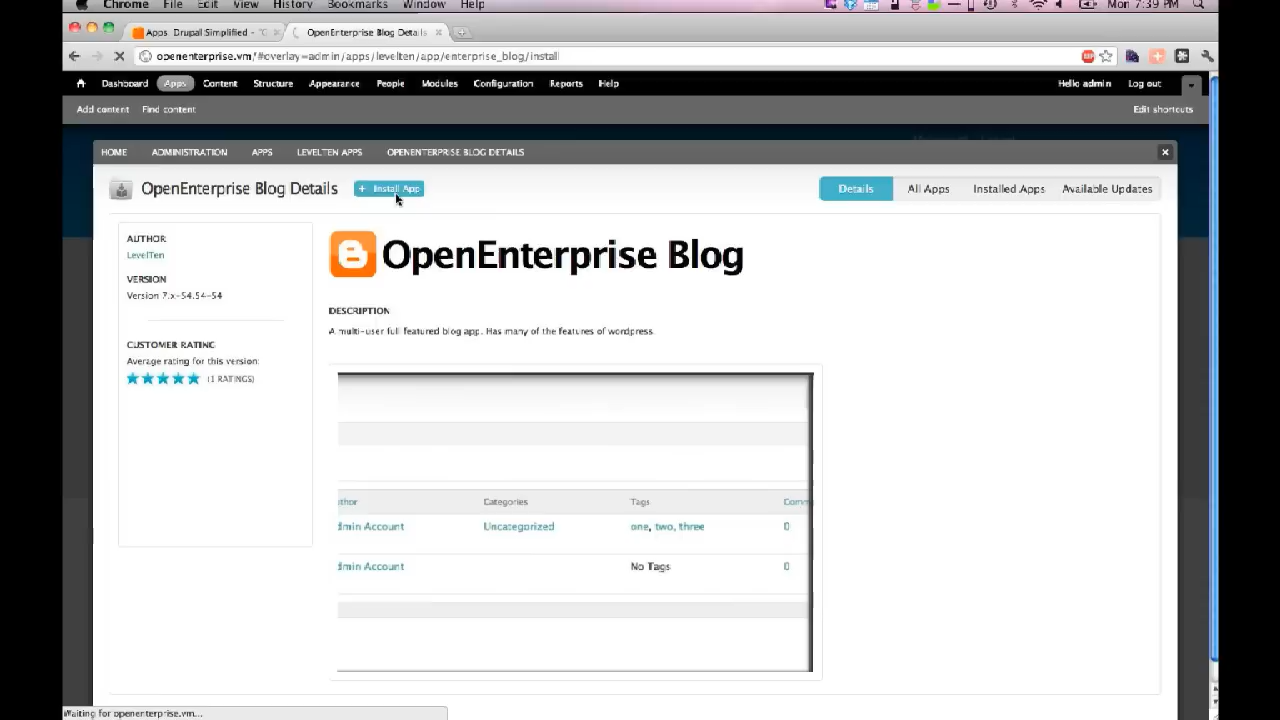 Chrome File Edit View History Bookmarks Window Help Mon 7:39 PM
Apps Drupal Simplified - OpenEnterprise Blog Details
openenterprise.vm/#overlay=admin/apps/levelten/app/enterprise_blog/install
Dashboard Apps Content Structure Appearance People Modules Configuration Reports Help Hello admin Log out
Add content Find content Edit shortcuts
HOME ADMINISTRATION APPS LEVELTEN APPS OPENENTERPRISE BLOG DETAILS
OpenEnterprise Blog Details + Install App Details All Apps Installed Apps Available Updates
AUTHOR
LevelTen
VERSION
Version 7.x-54.54-54
CUSTOMER RATING
Average rating for this version:
(1 RATINGS)
OpenEnterprise Blog
DESCRIPTION
A multi-user full featured blog app. Has many of the features of wordpress.
uthor Categories Tags Comm
dmin Account Uncategorized one, two, three 0
dmin Account No Tags 0
Waiting for openenterprise.vm...